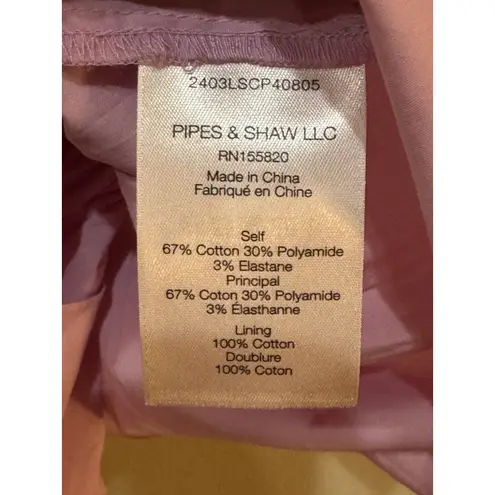 2403LSCP40805
PIPES & SHAW LLC
RN155820
Made in China
Fabriqué en Chine
Self
67% Cotton 30% Polyamide
3% Elastane
Principal
67% Coton 30% Polyamide
3% Élasthanne
Lining
100% Cotton
Doublure
100% Coton